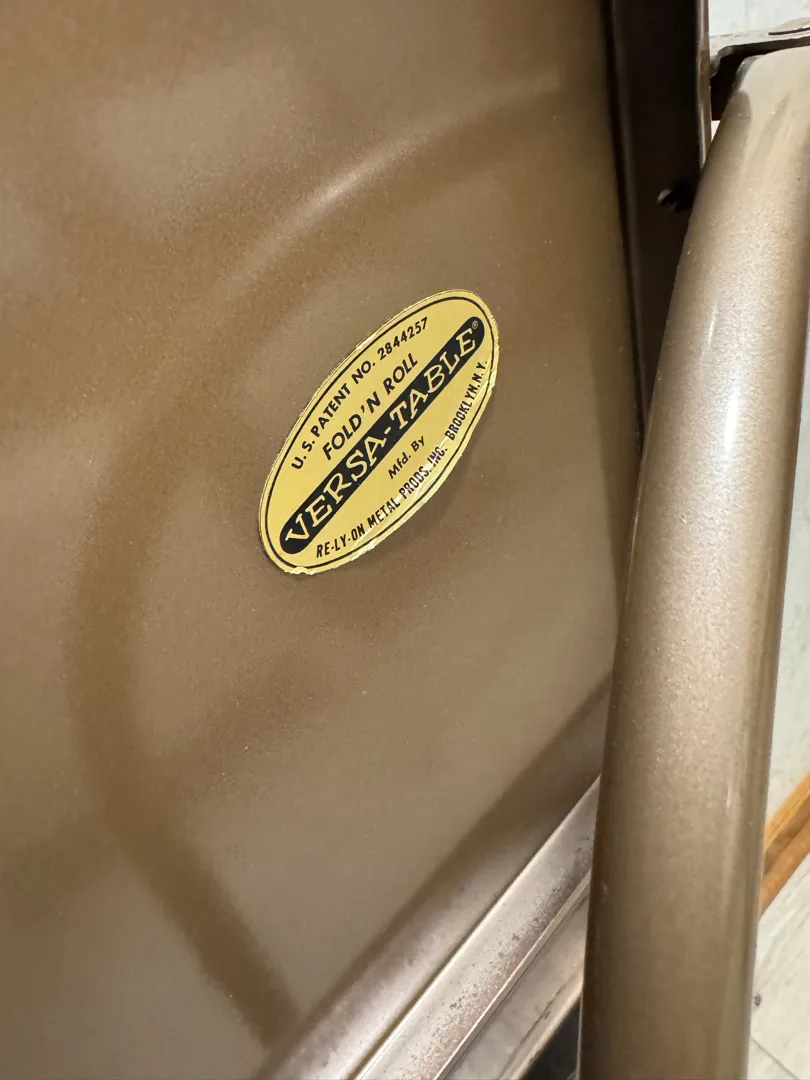 U.S. PATENT NO. 2844257
FOLD'N ROLL
VERSA-TABLE®
Mfd. By
RE-LY-ON METAL PRODS. INC. BROOKLYN, N.Y.